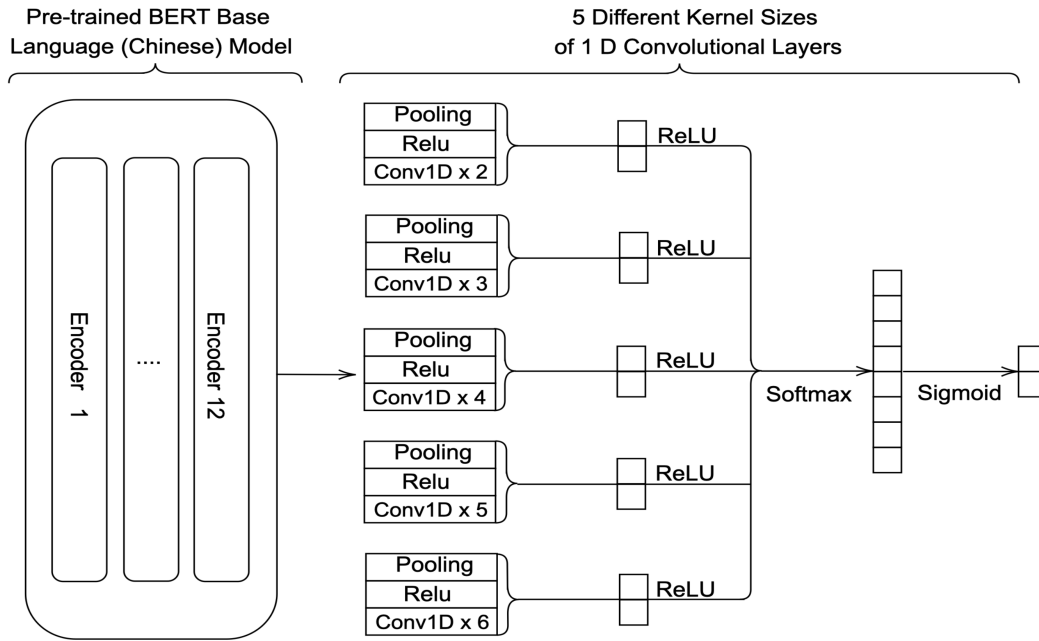 Pre-trained BERT Base
Language (Chinese) Model
5 Different Kernel Sizes
of 1 D Convolutional Layers
Encoder 1
....
Encoder 12
Pooling
Relu
Conv1D x 2
ReLU
Pooling
Relu
Conv1D x 3
ReLU
Pooling
Relu
Conv1D x 4
ReLU
Pooling
Relu
Conv1D x 5
ReLU
Pooling
Relu
Conv1D x 6
ReLU
Softmax
Sigmoid